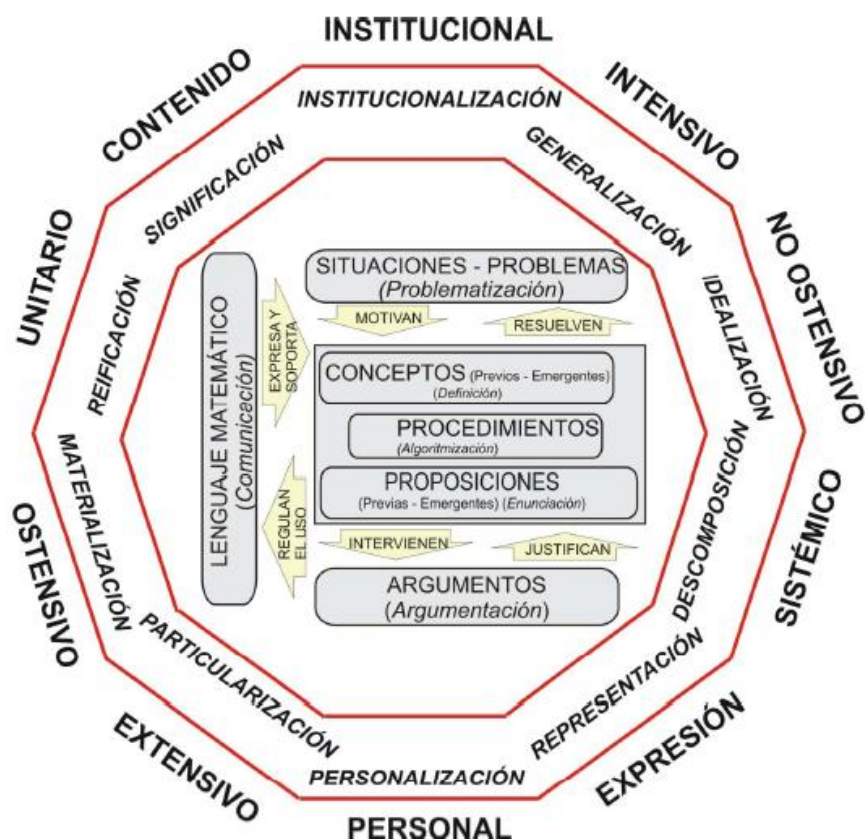 INSTITUCIONAL
CONTENIDO
INTENSIVO
INSTITUCIONALIZACIÓN
SIGNIFICACIÓN
GENERALIZACIÓN
UNITARIO
NO OSTENSIVO
REIFICACIÓN
IDEALIZACIÓN
SITUACIONES - PROBLEMAS
(Problematización)
MOTIVAN
RESUELVEN
LENGUAJE MATEMÁTICO
(Comunicación)
EXPRESA Y
SOPORTA
CONCEPTOS (Previos - Emergentes)
(Definición)
PROCEDIMIENTOS
(Algoritmización)
PROPOSICIONES
(Previas - Emergentes) (Enunciación)
REGULAN
EL USO
INTERVIENEN
JUSTIFICAN
ARGUMENTOS
(Argumentación)
MATERIALIZACIÓN
DESCOMPOSICIÓN
OSTENSIVO
SISTÉMICO
PARTICULARIZACIÓN
REPRESENTACIÓN
EXTENSIVO
EXPRESIÓN
PERSONALIZACIÓN
PERSONAL